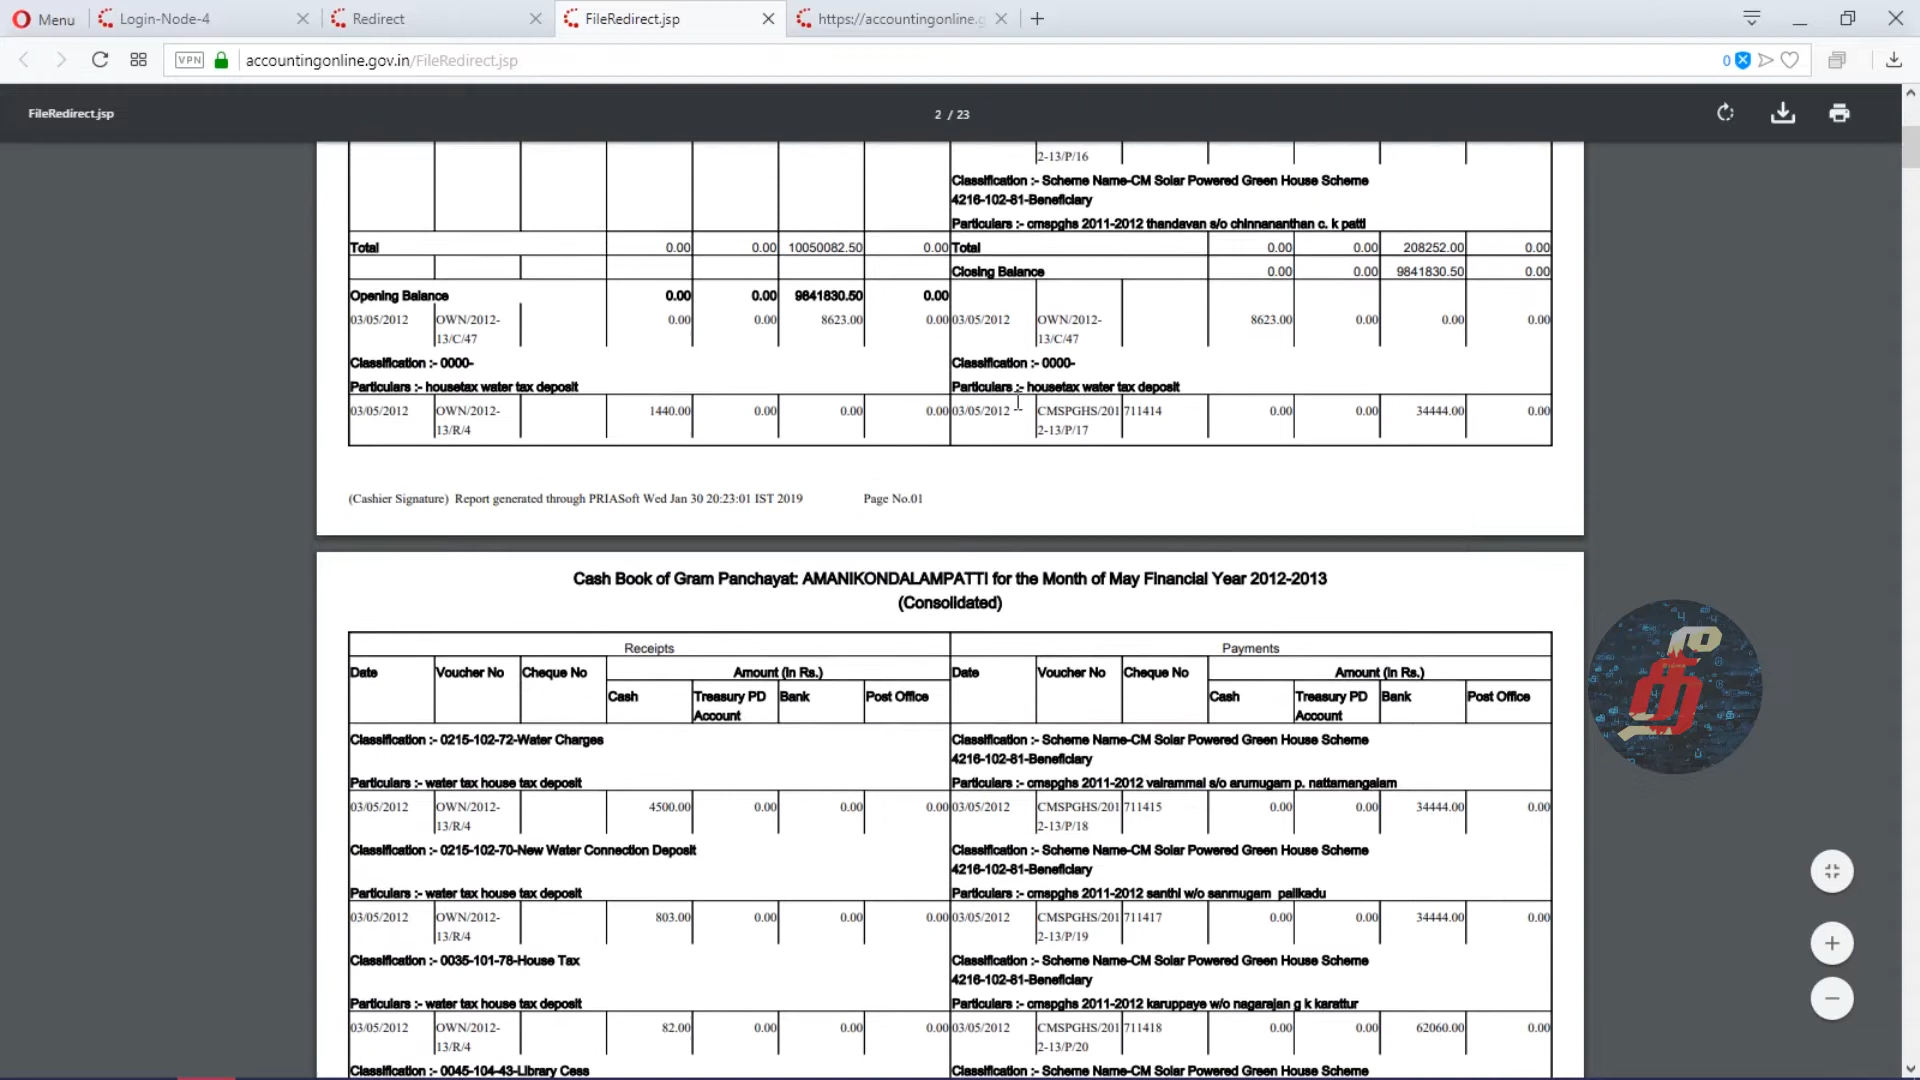 Menu
Login-Node-4
Redirect
FileRedirect.jsp
https://accountingonline.g
VPN
accountingonline.gov.in/FileRedirect.jsp
0
FileRedirect.jsp
2 / 23
2-13/P/16
Classification :- Scheme Name-CM Solar Powered Green House Scheme
4216-102-81-Beneficiary
Particulars :- cmspghs 2011-2012 thandavan s/o chinnananthan c. k patti
Total 0.00 0.00 10050082.50 0.00 Total 0.00 0.00 208252.00 0.00
Closing Balance 0.00 0.00 9841830.50 0.00
Opening Balance 0.00 0.00 9841830.50 0.00
03/05/2012 OWN/2012- 0.00 0.00 8623.00 0.00 03/05/2012 OWN/2012- 8623.00 0.00 0.00 0.00
13/C/47 13/C/47
Classification :- 0000- Classification :- 0000-
Particulars :- housetax water tax deposit Particulars :- housetax water tax deposit
03/05/2012 OWN/2012- 1440.00 0.00 0.00 0.00 03/05/2012 CMSPGHS/201 711414 0.00 0.00 34444.00 0.00
13/R/4 2-13/P/17
(Cashier Signature) Report generated through PRIASoft Wed Jan 30 20:23:01 IST 2019 Page No.01
Cash Book of Gram Panchayat: AMANIKONDALAMPATTI for the Month of May Financial Year 2012-2013
(Consolidated)
Receipts Payments
Date Voucher No Cheque No Amount (In Rs.) Date Voucher No Cheque No Amount (In Rs.)
Cash Treasury PD Bank Post Office Cash Treasury PD Bank Post Office
Account Account
Classification :- 0215-102-72-Water Charges Classification :- Scheme Name-CM Solar Powered Green House Scheme
4216-102-81-Beneficiary
Particulars :- water tax house tax deposit Particulars :- cmspghs 2011-2012 valrammal s/o arumugam p. nattamangalam
03/05/2012 OWN/2012- 4500.00 0.00 0.00 0.00 03/05/2012 CMSPGHS/201 711415 0.00 0.00 34444.00 0.00
13/R/4 2-13/P/18
Classification :- 0215-102-70-New Water Connection Deposit Classification :- Scheme Name-CM Solar Powered Green House Scheme
4216-102-81-Beneficiary
Particulars :- water tax house tax deposit Particulars :- cmspghs 2011-2012 santhi w/o sanmugam pallkadu
03/05/2012 OWN/2012- 803.00 0.00 0.00 0.00 03/05/2012 CMSPGHS/201 711417 0.00 0.00 34444.00 0.00
13/R/4 2-13/P/19
Classification :- 0035-101-78-House Tax Classification :- Scheme Name-CM Solar Powered Green House Scheme
4216-102-81-Beneficiary
Particulars :- water tax house tax deposit Particulars :- cmspghs 2011-2012 karuppaye w/o nagarajan g k karattur
03/05/2012 OWN/2012- 82.00 0.00 0.00 0.00 03/05/2012 CMSPGHS/201 711418 0.00 0.00 62060.00 0.00
13/R/4 2-13/P/20
Classification :- 0045-104-43-Library Cess Classification :- Scheme Name-CM Solar Powered Green House Scheme